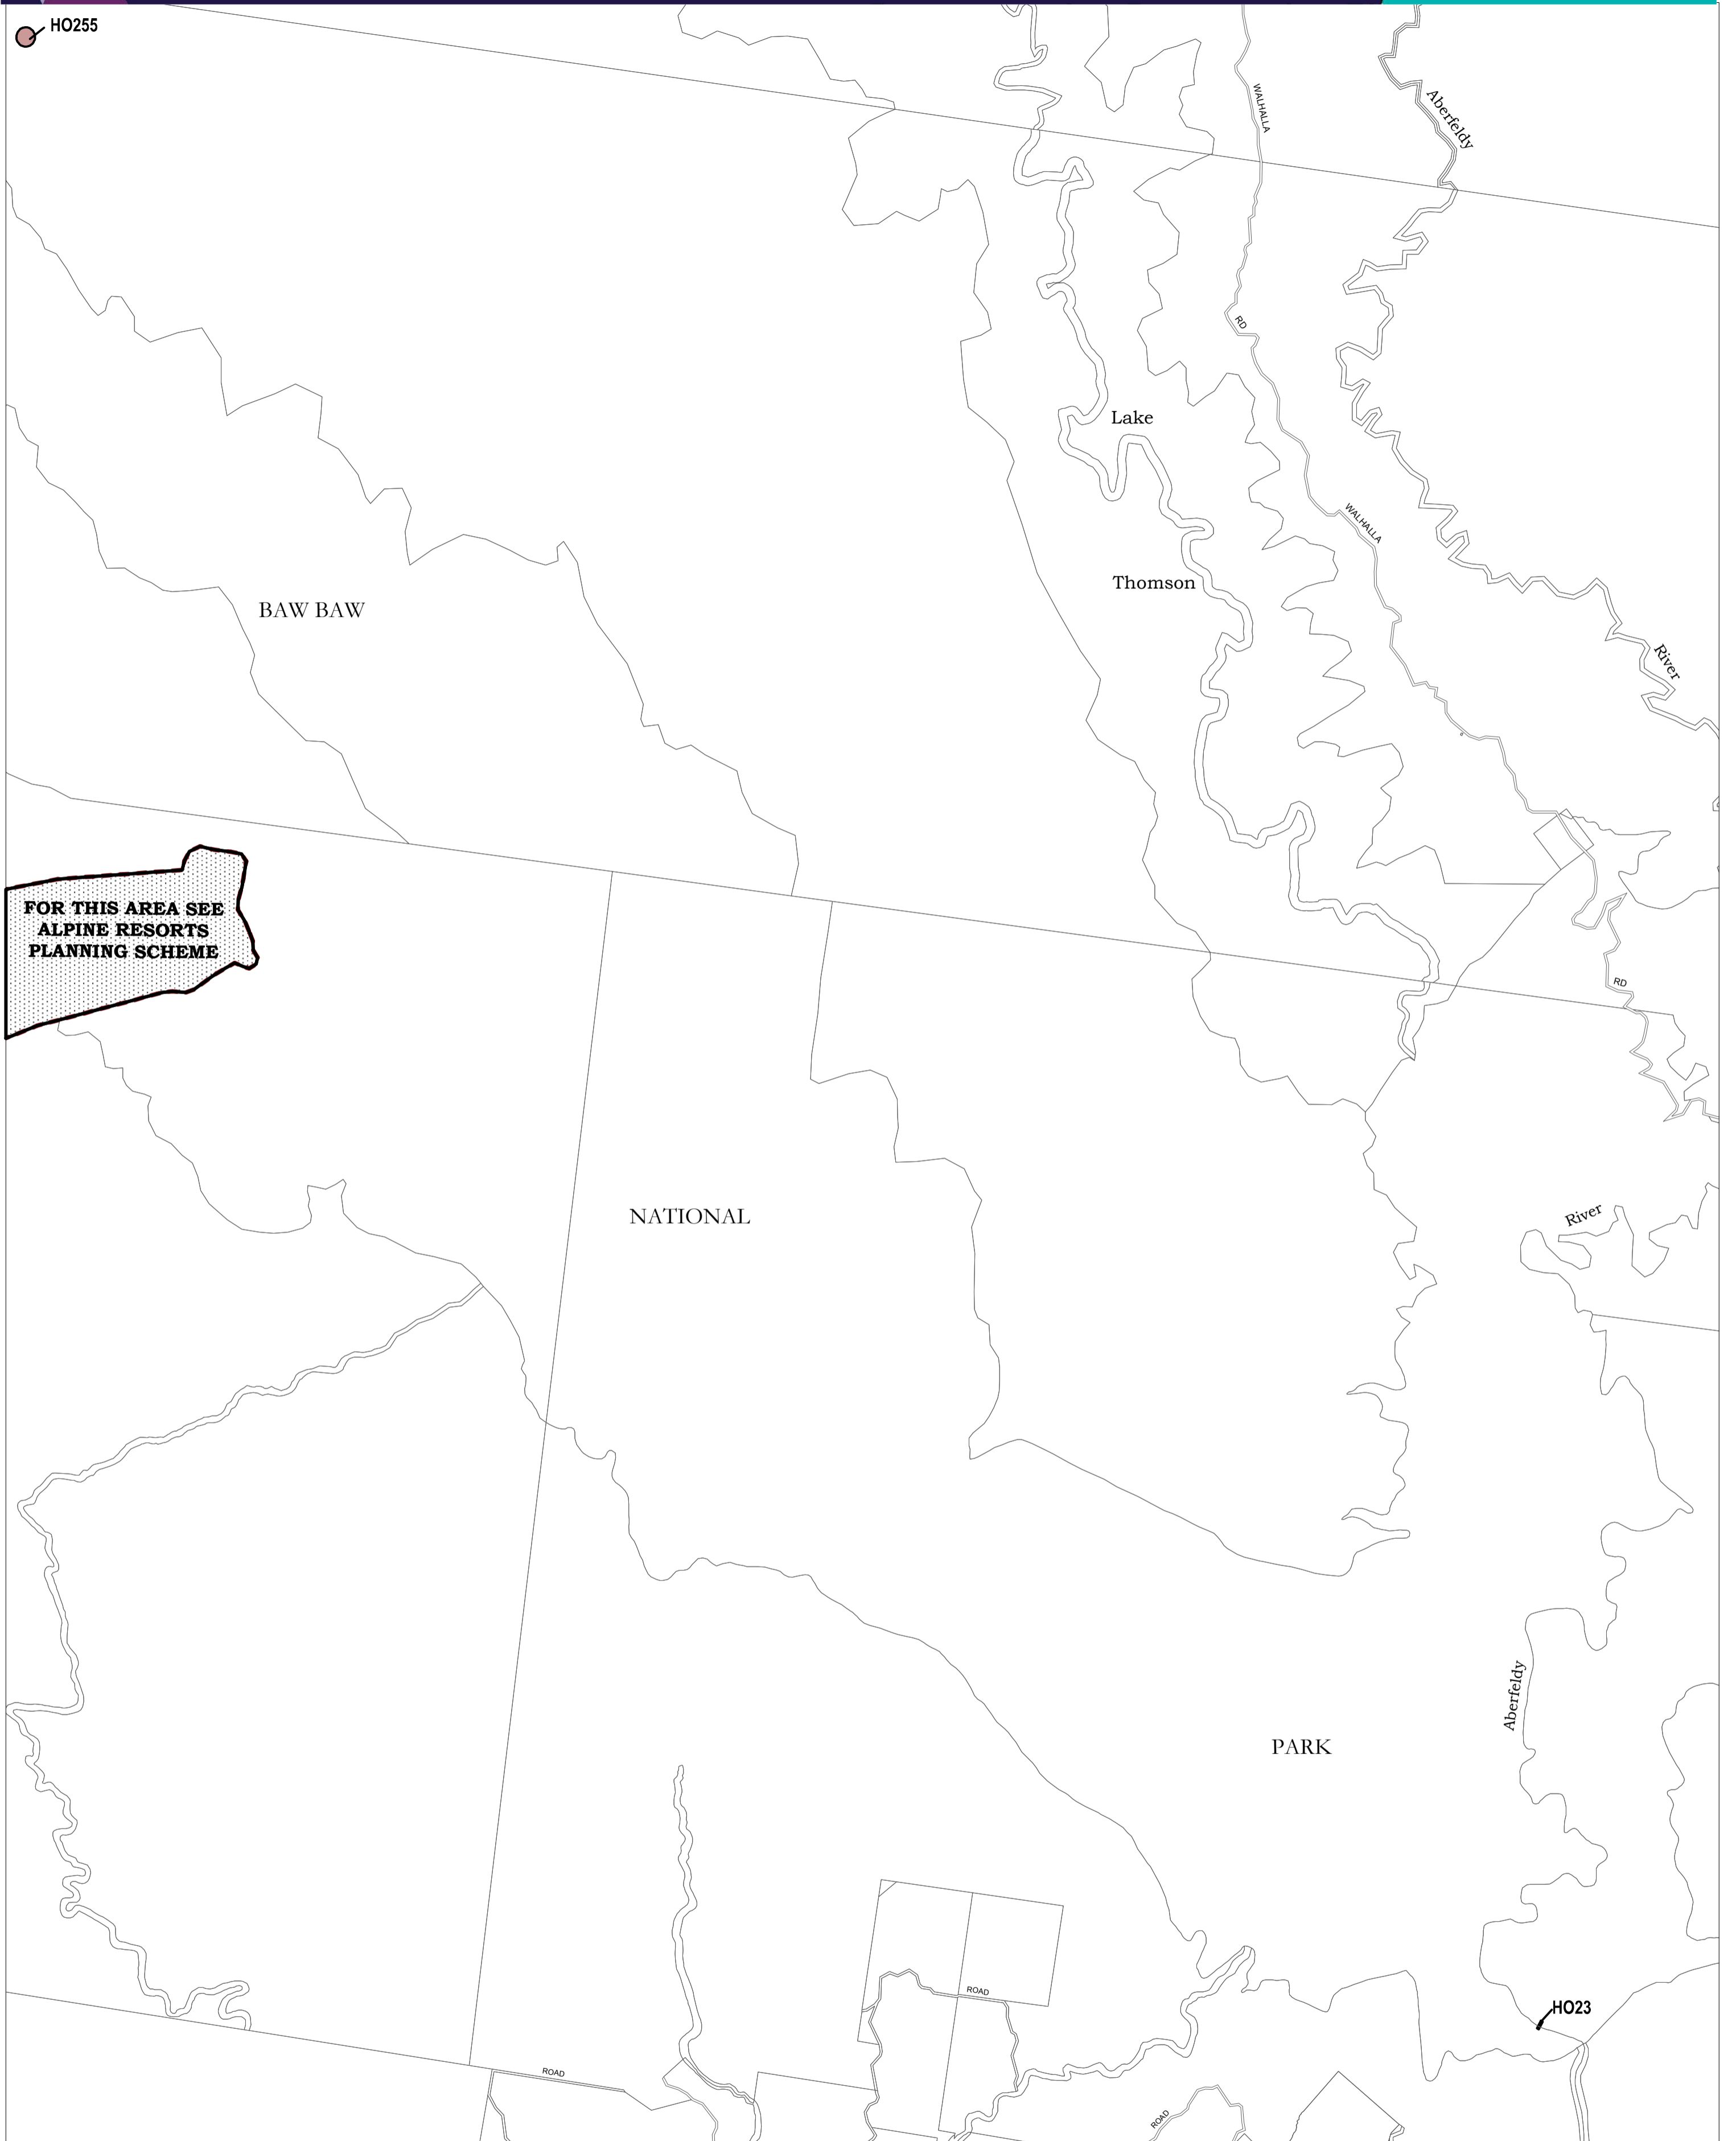 HO255
WALHALLA
Aberfeldy
RD
Lake
WALHALLA
Thomson
BAW BAW
River
FOR THIS AREA SEE
ALPINE RESORTS
PLANNING SCHEME
RD
NATIONAL
River
Aberfeldy
PARK
ROAD
HO23
ROAD
ROAD